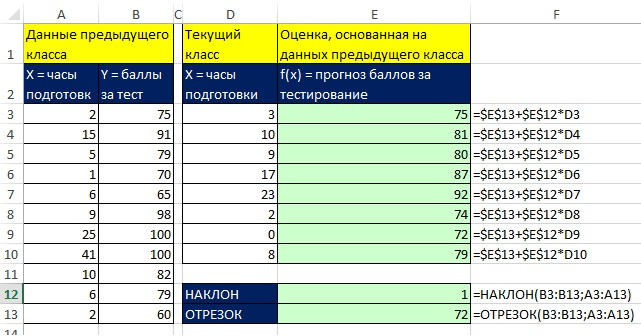 A B C D E F
1 Данные предыдущего класса Текущий класс Оценка, основанная на данных предыдущего класса
2 X = часы подготовк Y = баллы за тест X = часы подготовки f(x) = прогноз баллов за тестирование
3 2 75 3 75 =$E$13+$E$12*D3
4 15 91 10 81 =$E$13+$E$12*D4
5 5 79 9 80 =$E$13+$E$12*D5
6 1 70 17 87 =$E$13+$E$12*D6
7 6 65 23 92 =$E$13+$E$12*D7
8 9 98 2 74 =$E$13+$E$12*D8
9 25 100 0 72 =$E$13+$E$12*D9
10 41 100 8 79 =$E$13+$E$12*D10
11 10 82
12 6 79 НАКЛОН 1 =НАКЛОН(B3:B13;A3:A13)
13 2 60 ОТРЕЗОК 72 =ОТРЕЗОК(B3:B13;A3:A13)